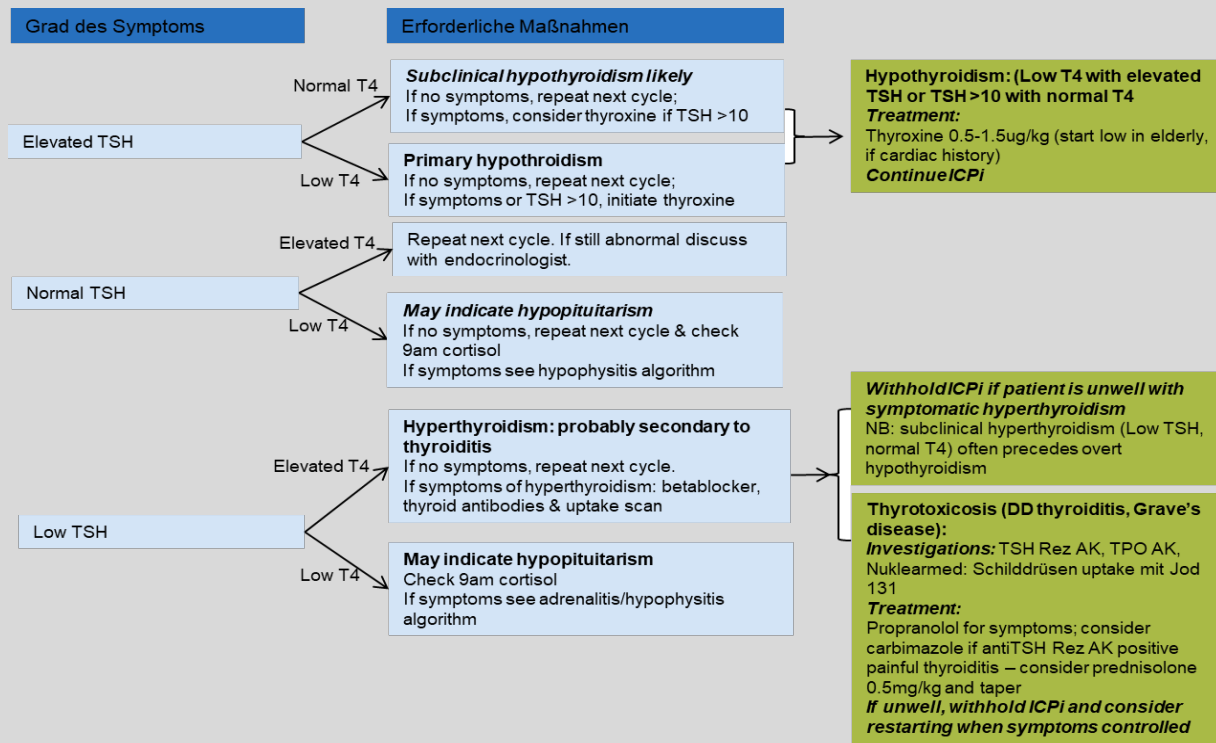 Grad des Symptoms
Erforderliche Maßnahmen
Elevated TSH
Normal T4
Low T4
Subclinical hypothyroidism likely
If no symptoms, repeat next cycle;
If symptoms, consider thyroxine if TSH >10
Primary hypothroidism
If no symptoms, repeat next cycle;
If symptoms or TSH >10, initiate thyroxine
Hypothyroidism: (Low T4 with elevated
TSH or TSH >10 with normal T4
Treatment:
Thyroxine 0.5-1.5ug/kg (start low in elderly,
if cardiac history)
Continue ICPi
Normal TSH
Elevated T4
Low T4
Repeat next cycle. If still abnormal discuss
with endocrinologist.
May indicate hypopituitarism
If no symptoms, repeat next cycle & check
9am cortisol
If symptoms see hypophysitis algorithm
Low TSH
Elevated T4
Low T4
Hyperthyroidism: probably secondary to
thyroiditis
If no symptoms, repeat next cycle.
If symptoms of hyperthyroidism: betablocker,
thyroid antibodies & uptake scan
May indicate hypopituitarism
Check 9am cortisol
If symptoms see adrenalitis/hypophysitis
algorithm
Withhold ICPi if patient is unwell with
symptomatic hyperthyroidism
NB: subclinical hyperthyroidism (Low TSH,
normal T4) often precedes overt
hypothyroidism
Thyrotoxicosis (DD thyroiditis, Grave's
disease):
Investigations: TSH Rez AK, TPO AK,
Nuklearmed: Schilddrüsen uptake mit Jod
131
Treatment:
Propranolol for symptoms; consider
carbimazole if antiTSH Rez AK positive
painful thyroiditis – consider prednisolone
0.5mg/kg and taper
If unwell, withhold ICPi and consider
restarting when symptoms controlled